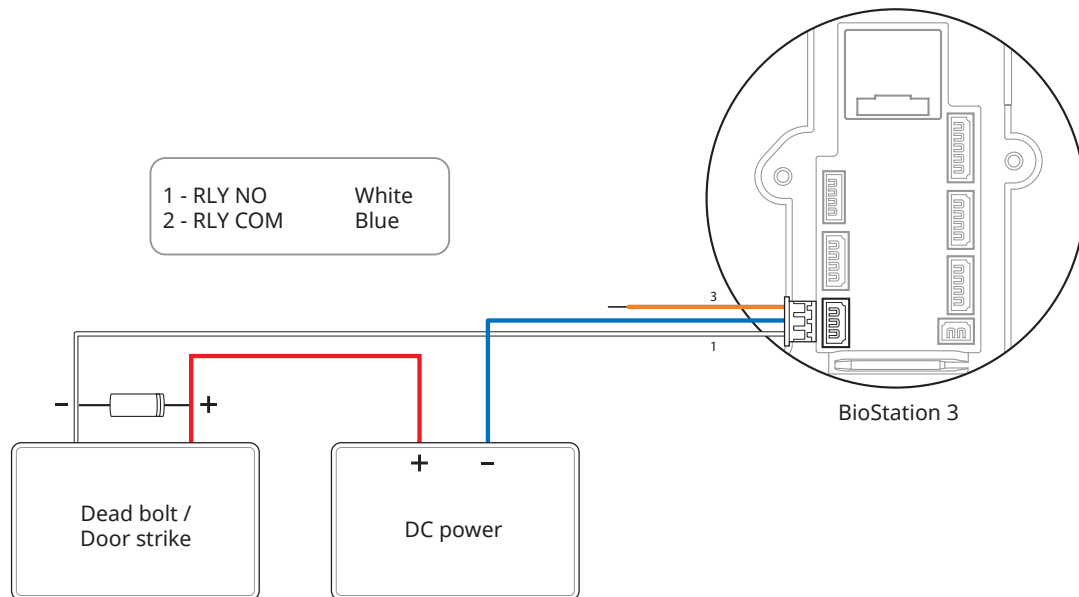 1 - RLY NO White
2 - RLY COM Blue
3
1
- +
+ -
Dead bolt /
Door strike
DC power
BioStation 3